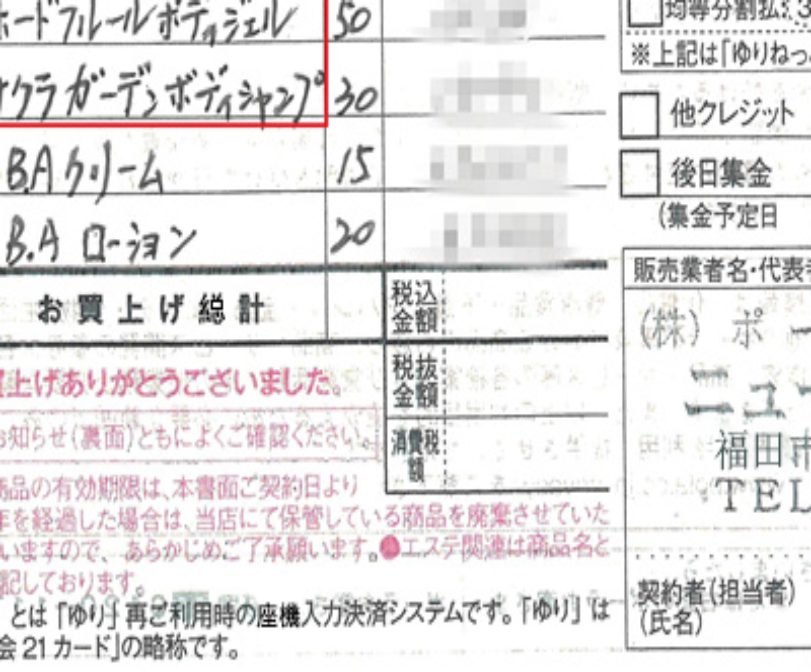 ードフルールボディジェル 50
サクラガーデンボディシャンプ 30
B.Aクリーム 15
B.A ローション 20
お買上げ総計
税込
金額
税抜
金額
消費税
額
買上げありがとうございました。
お知らせ(裏面)ともによくご確認ください。
商品の有効期限は、本書面ご契約日より
年を経過した場合は、当店にて保管している商品を廃棄させていた
いますので、あらかじめご了承願います。●エステ関連は商品名と
記しております。
とは「ゆり」再ご利用時の座機入力決済システムです。「ゆり」は
会21カード」の略称です。
均等分割払: 3
※上記は「ゆりねっ
他クレジット
後日集金
(集金予定日
販売業者名・代表者
(株) ポー
ニュー
福田市
TEL
契約者(担当者)
(氏名)